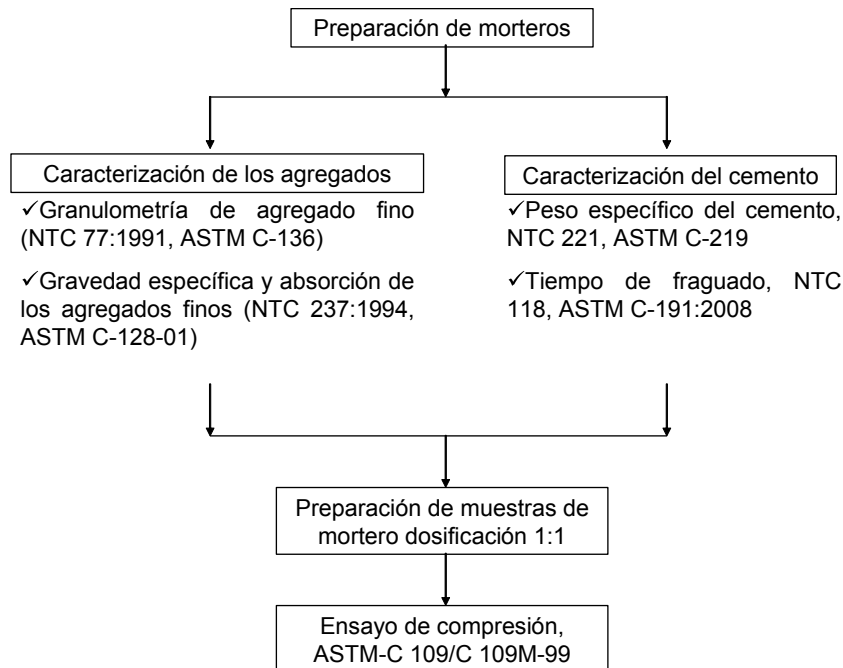 Preparación de morteros
Caracterización de los agregados
✓Granulometría de agregado fino
(NTC 77:1991, ASTM C-136)
✓Gravedad específica y absorción de
los agregados finos (NTC 237:1994,
ASTM C-128-01)
Caracterización del cemento
✓Peso específico del cemento,
NTC 221, ASTM C-219
✓Tiempo de fraguado, NTC
118, ASTM C-191:2008
Preparación de muestras de
mortero dosificación 1:1
Ensayo de compresión,
ASTM-C 109/C 109M-99